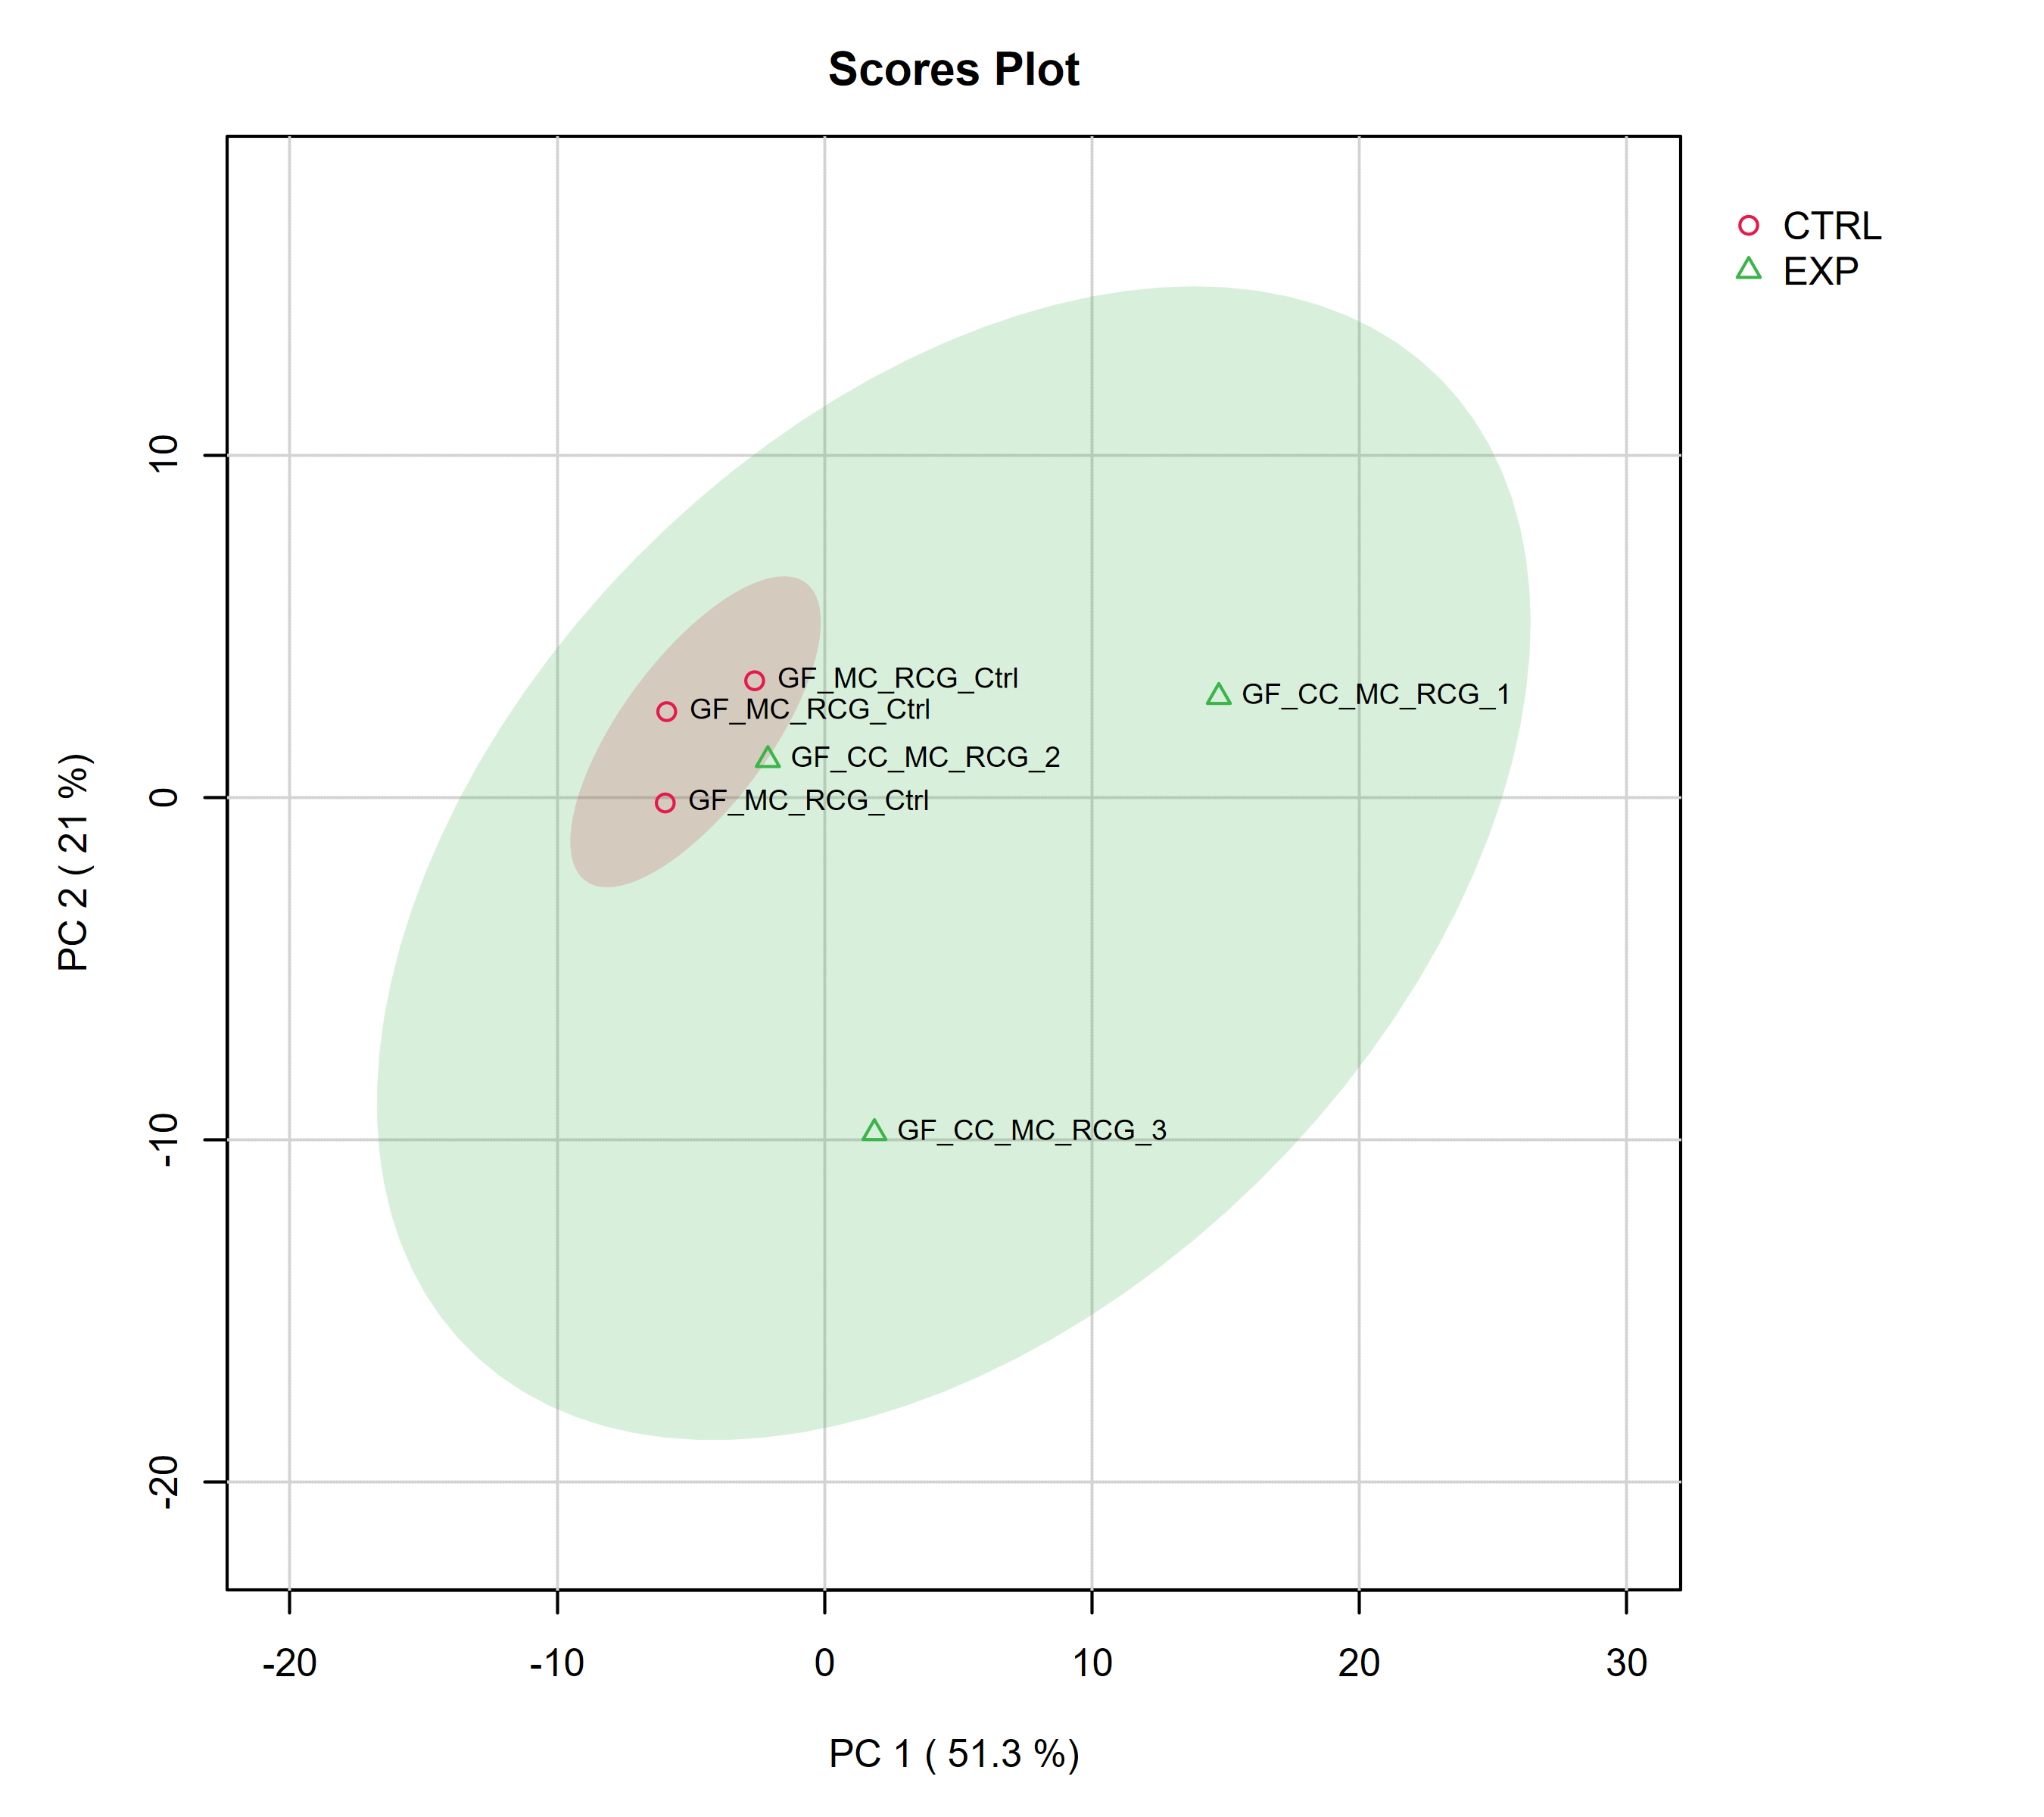 Scores Plot
CTRL
EXP
GF_MC_RCG_Ctrl
GF_CC_MC_RCG_1
GF_MC_RCG_Ctrl
GF_CC_MC_RCG_2
GF_MC_RCG_Ctrl
GF_CC_MC_RCG_3
10
0
-10
-20
PC 2 ( 21 %)
-20 -10 0 10 20 30
PC 1 ( 51.3 %)